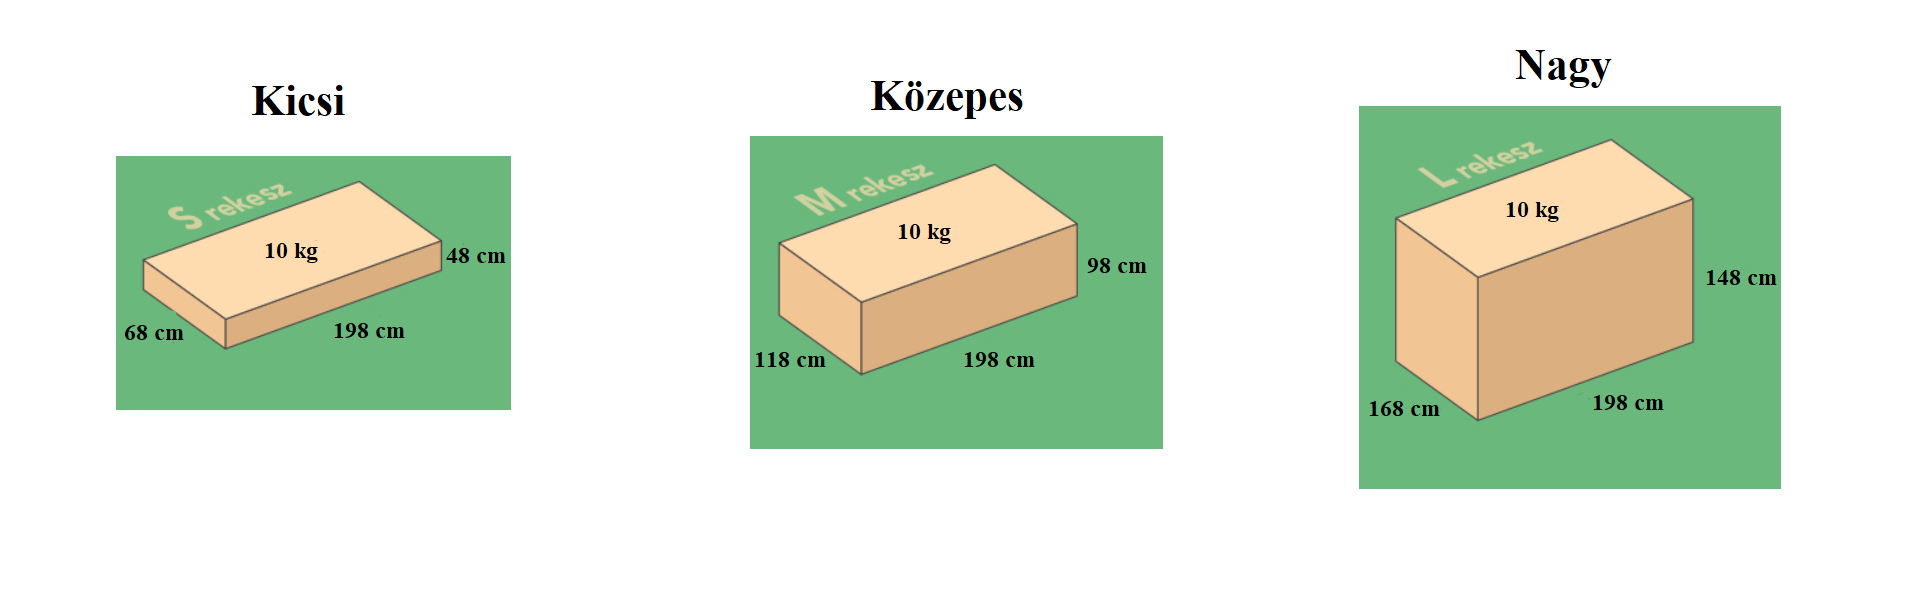 Kicsi
S rekesz
10 kg
48 cm
68 cm
198 cm
Közepes
M rekesz
10 kg
98 cm
118 cm
198 cm
Nagy
L rekesz
10 kg
148 cm
168 cm
198 cm